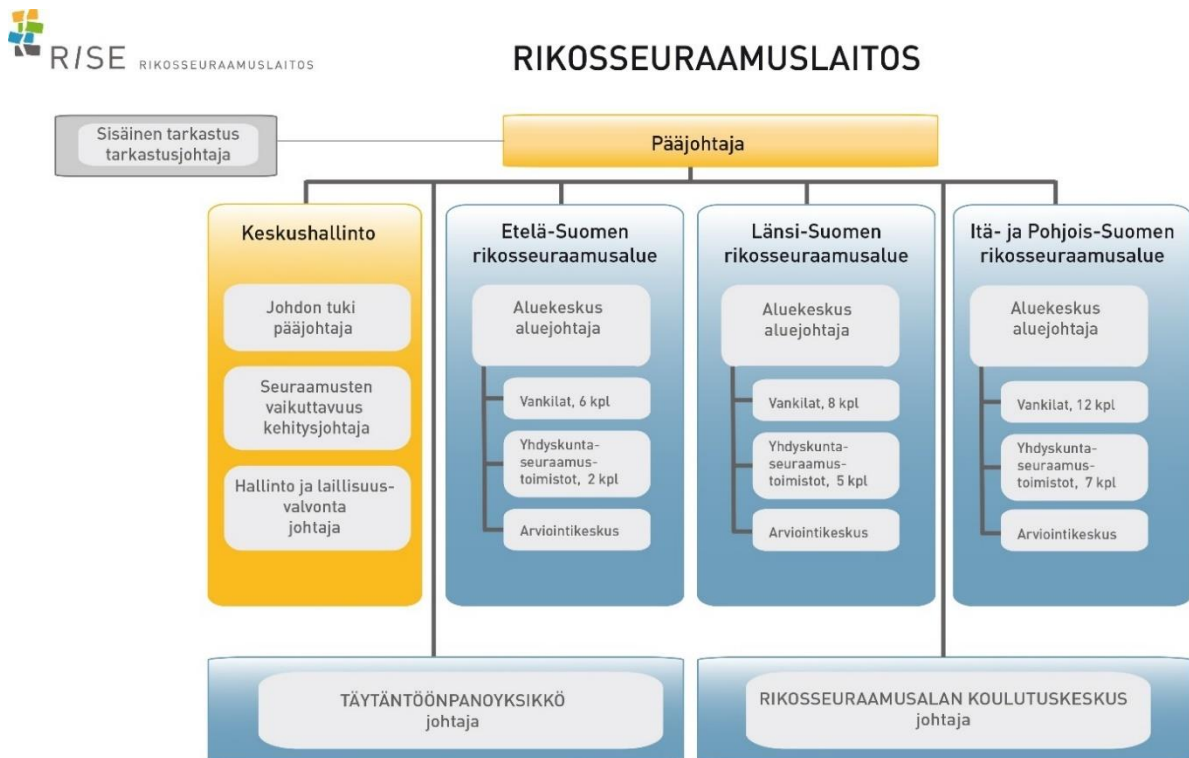 RISE RIKOSSEURAAMUSLAITOS
RIKOSSEURAAMUSLAITOS
Sisäinen tarkastus
tarkastusjohtaja
Pääjohtaja
Keskushallinto
Johdon tuki
pääjohtaja
Seuraamusten
vaikuttavuus
kehitysjohtaja
Hallinto ja laillisuus-
valvonta
johtaja
Etelä-Suomen
rikosseuraamusalue
Aluekeskus
aluejohtaja
Vankilat, 6 kpl
Yhdyskunta-
seuraamus-
toimistot, 2 kpl
Arviointikeskus
Länsi-Suomen
rikosseuraamusalue
Aluekeskus
aluejohtaja
Vankilat, 8 kpl
Yhdyskunta-
seuraamus-
toimistot, 5 kpl
Arviointikeskus
Itä- ja Pohjois-Suomen
rikosseuraamusalue
Aluekeskus
aluejohtaja
Vankilat, 12 kpl
Yhdyskunta-
seuraamus-
toimistot, 7 kpl
Arviointikeskus
TÄYTÄNTÖÖNPANOYKSIKKÖ
johtaja
RIKOSSEURAAMUSALAN KOULUTUSKESKUS
johtaja